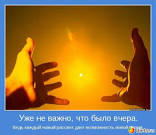 Уже не важно, что было вчера.
Ведь каждый новый рассвет дает возможность